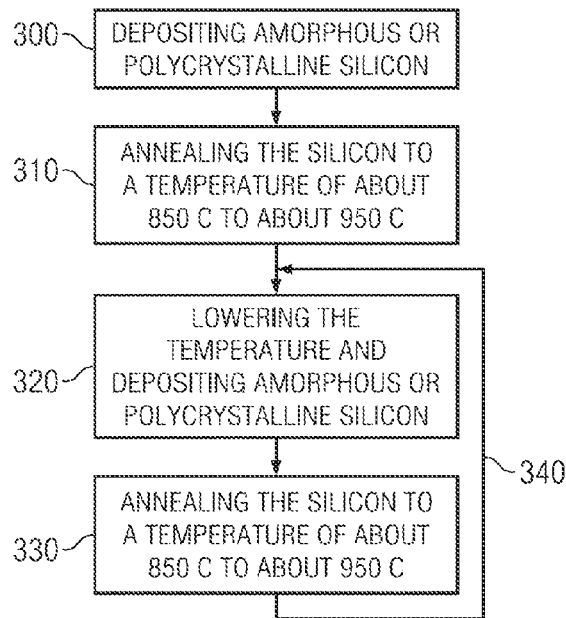 300
DEPOSITING AMORPHOUS OR
POLYCRYSTALLINE SILICON
310
ANNEALING THE SILICON TO
A TEMPERATURE OF ABOUT
850 C TO ABOUT 950 C
320
LOWERING THE
TEMPERATURE AND
DEPOSITING AMORPHOUS OR
POLYCRYSTALLINE SILICON
340
330
ANNEALING THE SILICON TO
A TEMPERATURE OF ABOUT
850 C TO ABOUT 950 C